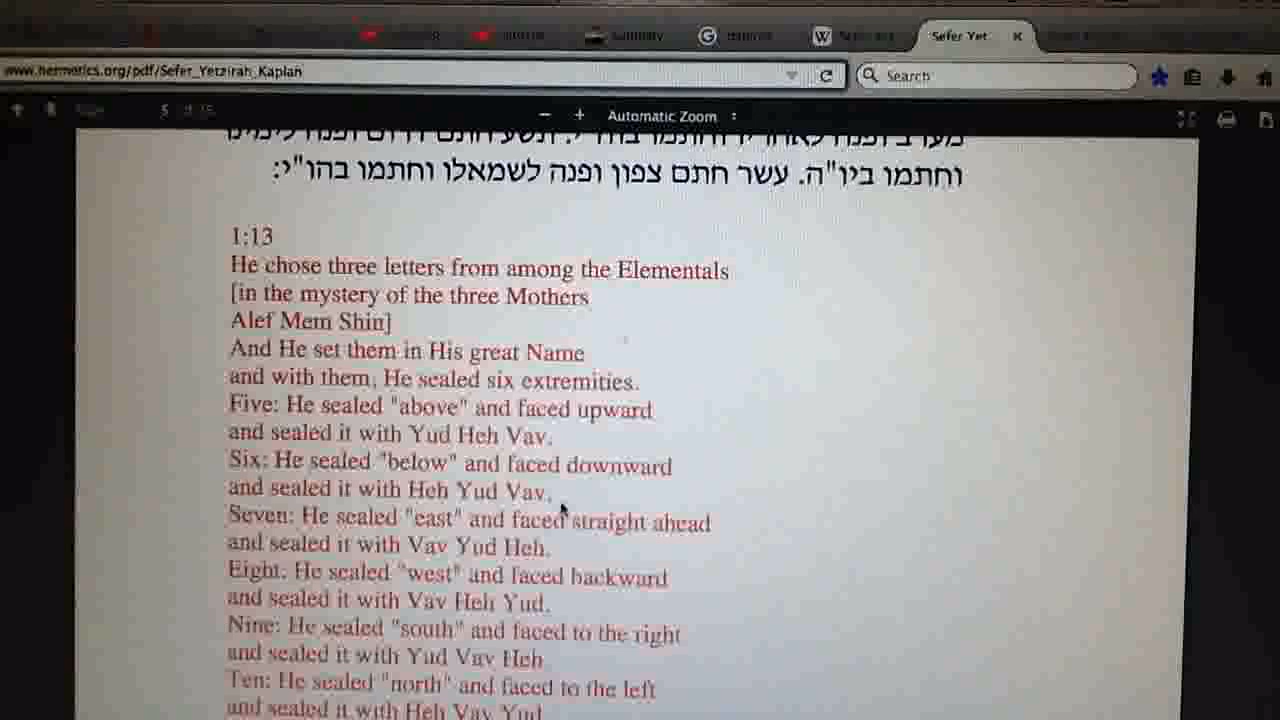 Sefer Yet
www.hermetics.org/pdf/Sefer_Yetzirah_Kaplan
Search
5
Automatic Zoom
וחתמו ביו"ה. עשר חתם צפון ופנה לשמאלו וחתמו בהו"י:
1:13
He chose three letters from among the Elementals
[in the mystery of the three Mothers
Alef Mem Shin]
And He set them in His great Name
and with them, He sealed six extremities.
Five: He sealed "above" and faced upward
and sealed it with Yud Heh Vav.
Six: He sealed "below" and faced downward
and sealed it with Heh Yud Vav.
Seven: He sealed "east" and faced straight ahead
and sealed it with Vav Yud Heh.
Eight: He sealed "west" and faced backward
and sealed it with Vav Heh Yud.
Nine: He sealed "south" and faced to the right
and sealed it with Yud Vav Heh
Ten: He sealed "north" and faced to the left
and sealed it with Heh Vav Yud